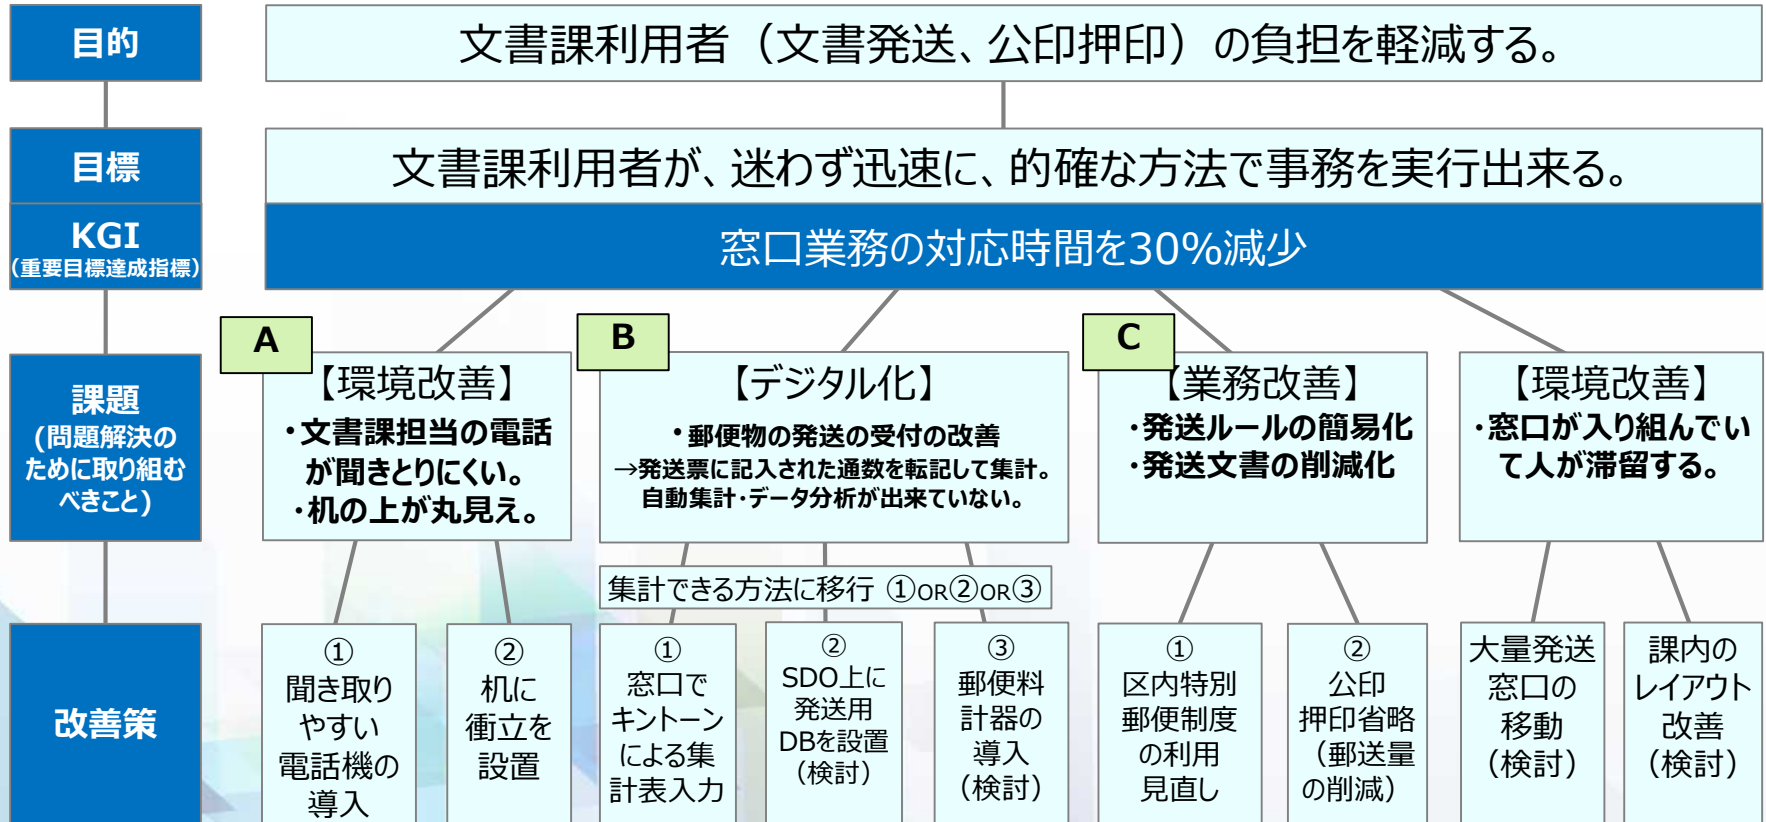 目的
文書課利用者（文書発送、公印押印）の負担を軽減する。
目標
文書課利用者が、迷わず迅速に、的確な方法で事務を実行出来る。
KGI
（重要目標達成指標）
窓口業務の対応時間を30%減少
課題
(問題解決の
ために取り組む
べきこと)
A
【環境改善】
・文書課担当の電話
が聞きとりにくい。
・机の上が丸見え。
B
【デジタル化】
・郵便物の発送の受付の改善
→発送票に記入された通数を転記して集計。
自動集計・データ分析が出来ていない。
C
【業務改善】
・発送ルールの簡易化
・発送文書の削減化
【環境改善】
・窓口が入り組んでい
て人が滞留する。
集計できる方法に移行 ①OR②OR③
改善策
①
聞き取り
やすい
電話機の
導入
②
机に
衝立を
設置
①
窓口で
キントーン
による集
計表入力
②
SDO上に
発送用
DBを設置
（検討）
③
郵便料
計器の
導入
（検討）
①
区内特別
郵便制度
の利用
見直し
②
公印
押印省略
（郵送量
の削減）
大量発送
窓口の
移動
（検討）
課内の
レイアウト
改善
（検討）